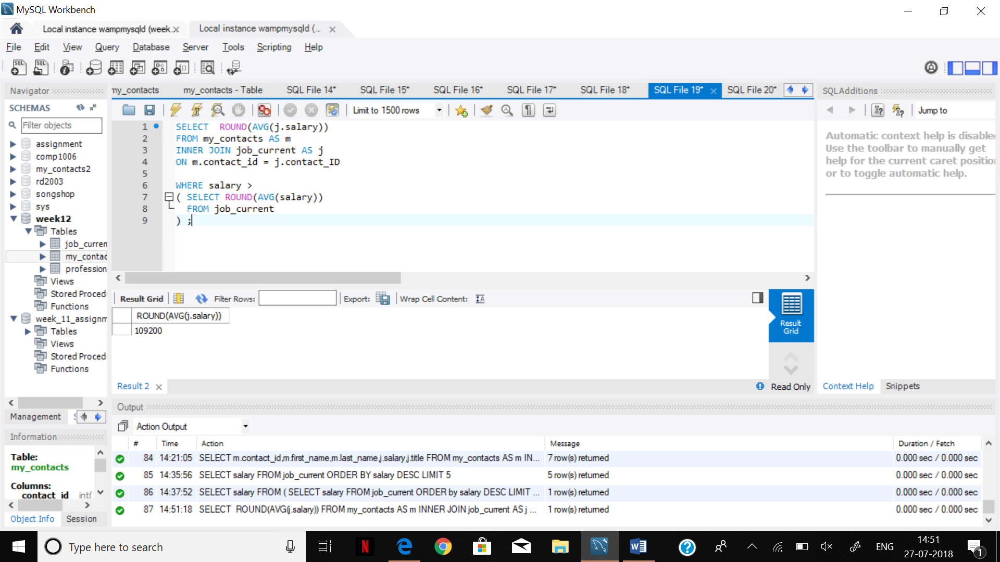 MySQL Workbench
Local instance wampmysqld (week. Local instance wampmysqld (...
File Edit View Query Database Server Tools Scripting Help
Navigator
SCHEMAS
Filter objects
assignment
comp1006
my_contacts2
rd2003
songshop
sys
week12
Tables
job_curren
my_contac
profession
Views
Stored Proced
Functions
week_11_assignm
Tables
Views
Stored Proced
Functions
Management
Information
Table:
my_contacts
Columns:
contact_id int(
Object Info Session
my_contacts my_contacts - Table SQL File 14* SQL File 15* SQL File 16* SQL File 17* SQL File 18* SQL File 19* SQL File 20*
Limit to 1500 rows
1 SELECT ROUND(AVG(j.salary))
2 FROM my_contacts AS m
3 INNER JOIN job_current AS j
4 ON m.contact_id = j.contact_ID
5
6 WHERE salary >
7 ( SELECT ROUND(AVG(salary))
8 FROM job_current
9 ) ;
Result Grid Filter Rows: Export: Wrap Cell Content:
ROUND(AVG(j.salary))
109200
Result
Grid
Result 2
Read Only
SQLAdditions
Jump to
Automatic context help is disable
Use the toolbar to manually get
help for the current caret positio
or to toggle automatic help.
Context Help Snippets
Output
Action Output
# Time Action Message Duration / Fetch
84 14:21:05 SELECT m.contact_id,m.first_name,m.last_name,j.salary,j.title FROM my_contacts AS m IN... 7 row(s) returned 0.000 sec / 0.000 sec
85 14:35:56 SELECT salary FROM job_current ORDER BY salary DESC LIMIT 5 5 row(s) returned 0.000 sec / 0.000 sec
86 14:37:52 SELECT salary FROM ( SELECT salary FROM job_current ORDER by salary DESC LIMIT ... 1 row(s) returned 0.000 sec / 0.000 sec
87 14:51:18 SELECT ROUND(AVG(j.salary)) FROM my_contacts AS m INNER JOIN job_current AS j ... 1 row(s) returned 0.000 sec / 0.000 sec
Type here to search
ENG
14:51
27-07-2018
1